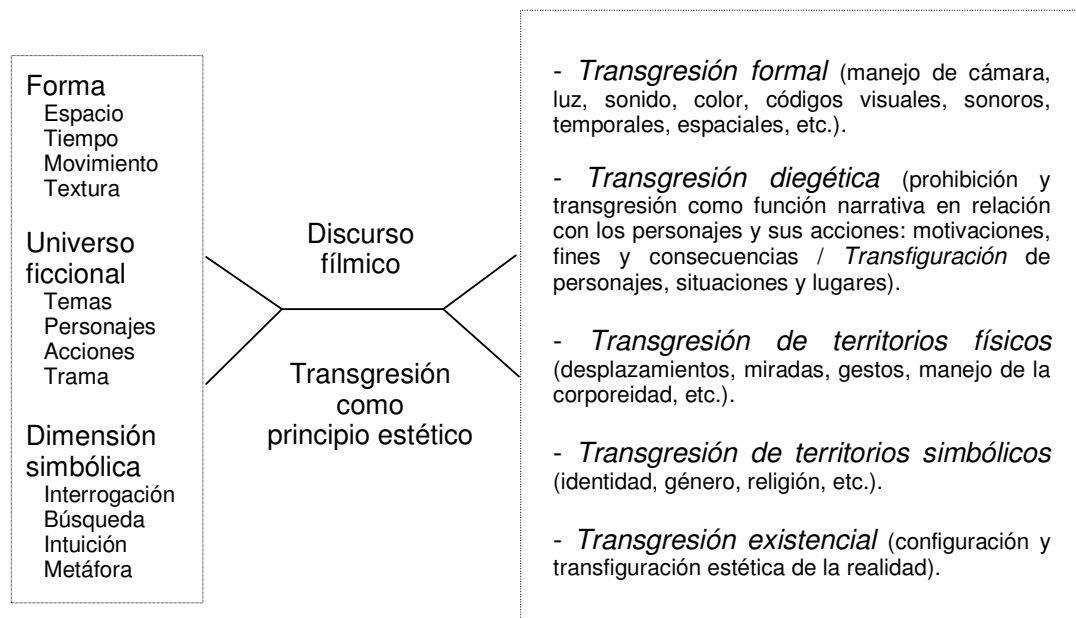 Forma
Espacio
Tiempo
Movimiento
Textura
Universo
ficcional
Temas
Personajes
Acciones
Trama
Dimensión
simbólica
Interrogación
Búsqueda
Intuición
Metáfora
Discurso
fílmico
Transgresión
como
principio estético
- Transgresión formal (manejo de cámara,
luz, sonido, color, códigos visuales, sonoros,
temporales, espaciales, etc.).
- Transgresión diegética (prohibición y
transgresión como función narrativa en relación
con los personajes y sus acciones: motivaciones,
fines y consecuencias / Transfiguración de
personajes, situaciones y lugares).
- Transgresión de territorios físicos
(desplazamientos, miradas, gestos, manejo de la
corporeidad, etc.).
- Transgresión de territorios simbólicos
(identidad, género, religión, etc.).
- Transgresión existencial (configuración y
transfiguración estética de la realidad).